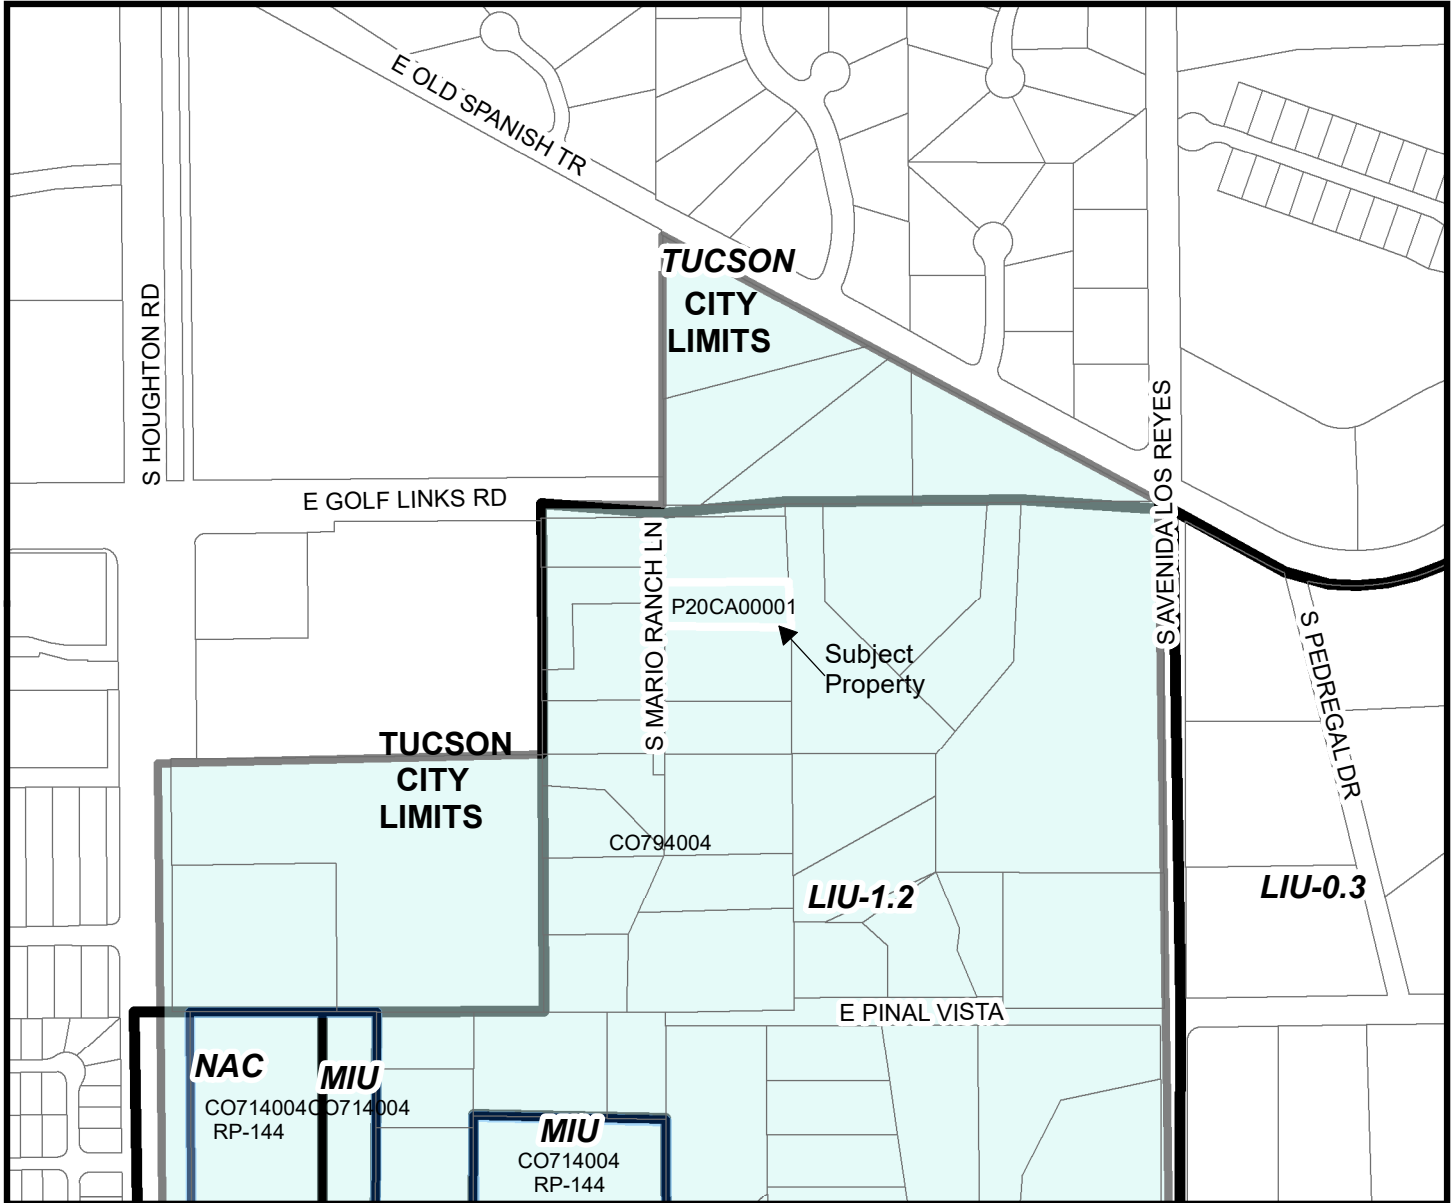 E OLD SPANISH TR
TUCSON
CITY
LIMITS
S HOUGHTON RD
E GOLF LINKS RD
S AVENIDA LOS REYES
S MARIO RANCH LN
P20CA00001
Subject
Property
S PEDREGAL DR
TUCSON
CITY
LIMITS
CO794004
LIU-1.2
LIU-0.3
E PINAL VISTA
NAC
MIU
CO714004
CO714004
RP-144
MIU
CO714004
RP-144